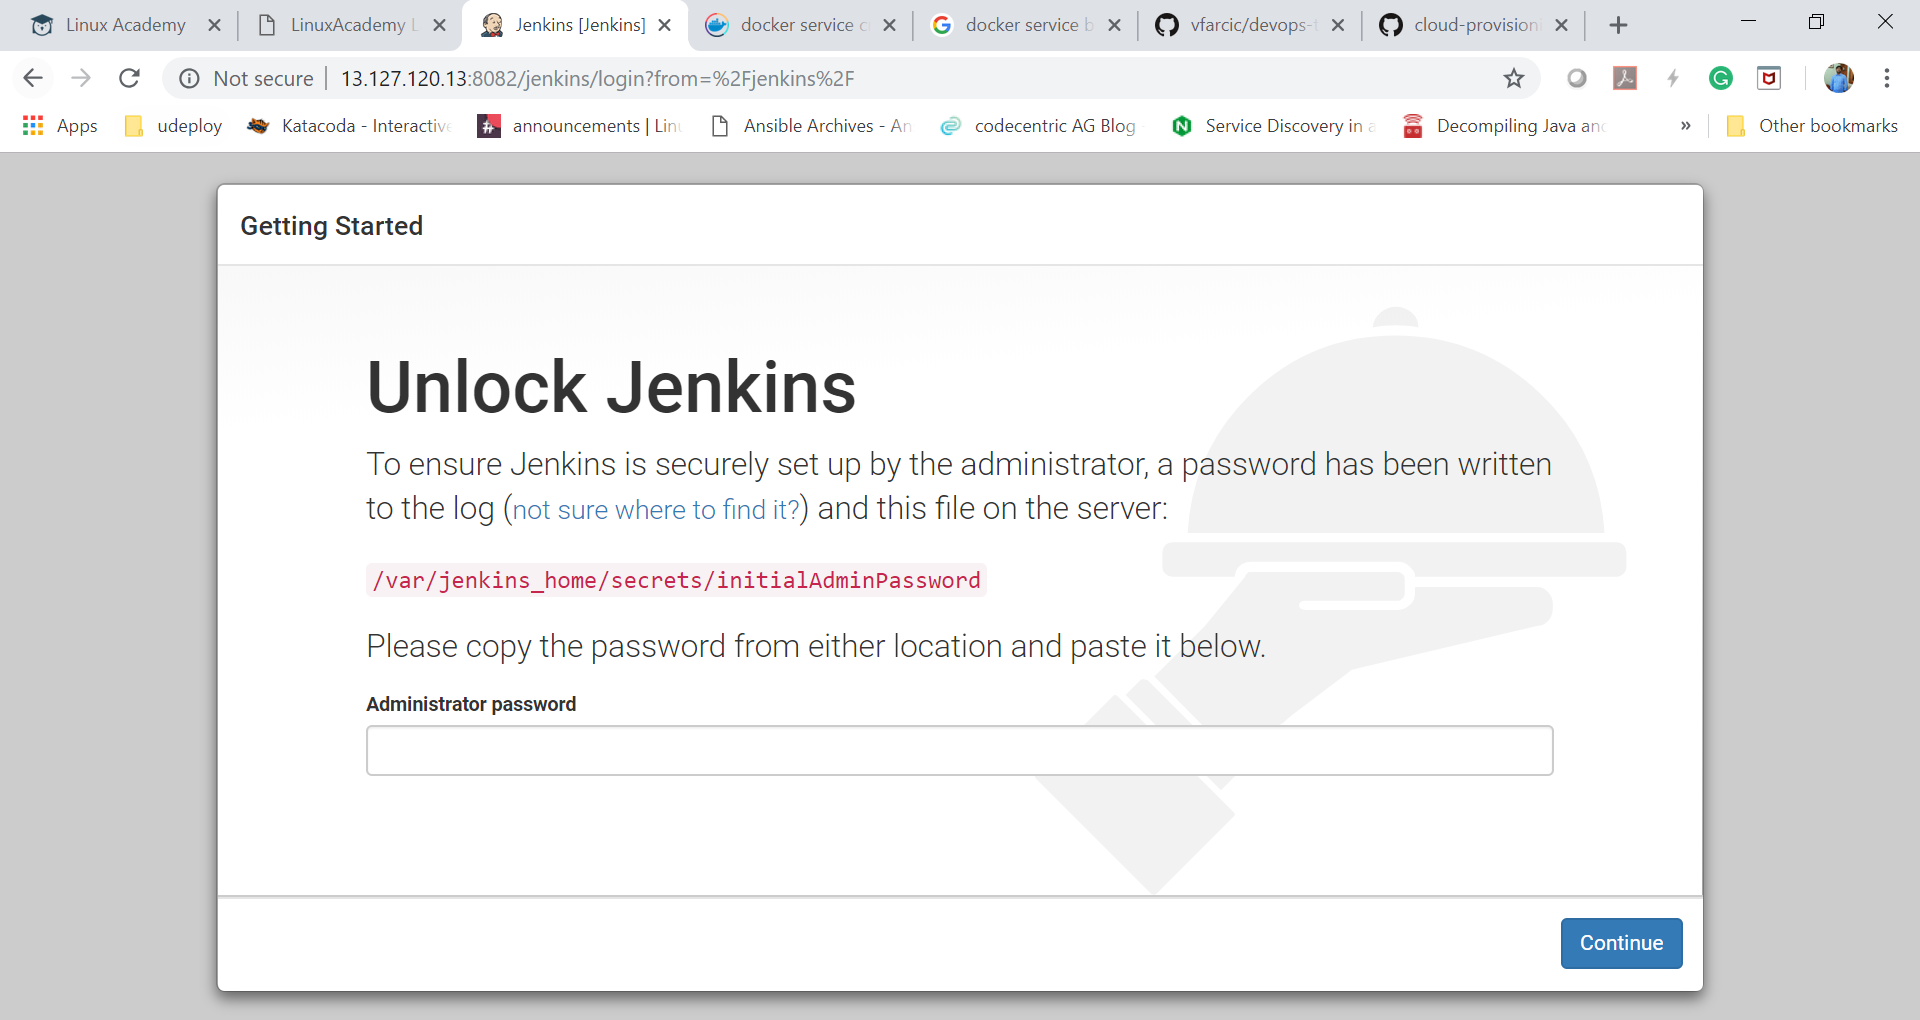 Linux Academy
LinuxAcademy L
Jenkins [Jenkins]
docker service c
docker service b
vfarcic/devops-t
cloud-provisioni
Not secure
13.127.120.13:8082/jenkins/login?from=%2Fjenkins%2F
Apps
udeploy
Katacoda - Interactive
announcements | Linu
Ansible Archives - An
codecentric AG Blog
Service Discovery in a
Decompiling Java and
»
Other bookmarks
Getting Started
Unlock Jenkins
To ensure Jenkins is securely set up by the administrator, a password has been written
to the log (not sure where to find it?) and this file on the server:
/var/jenkins_home/secrets/initialAdminPassword
Please copy the password from either location and paste it below.
Administrator password
Continue